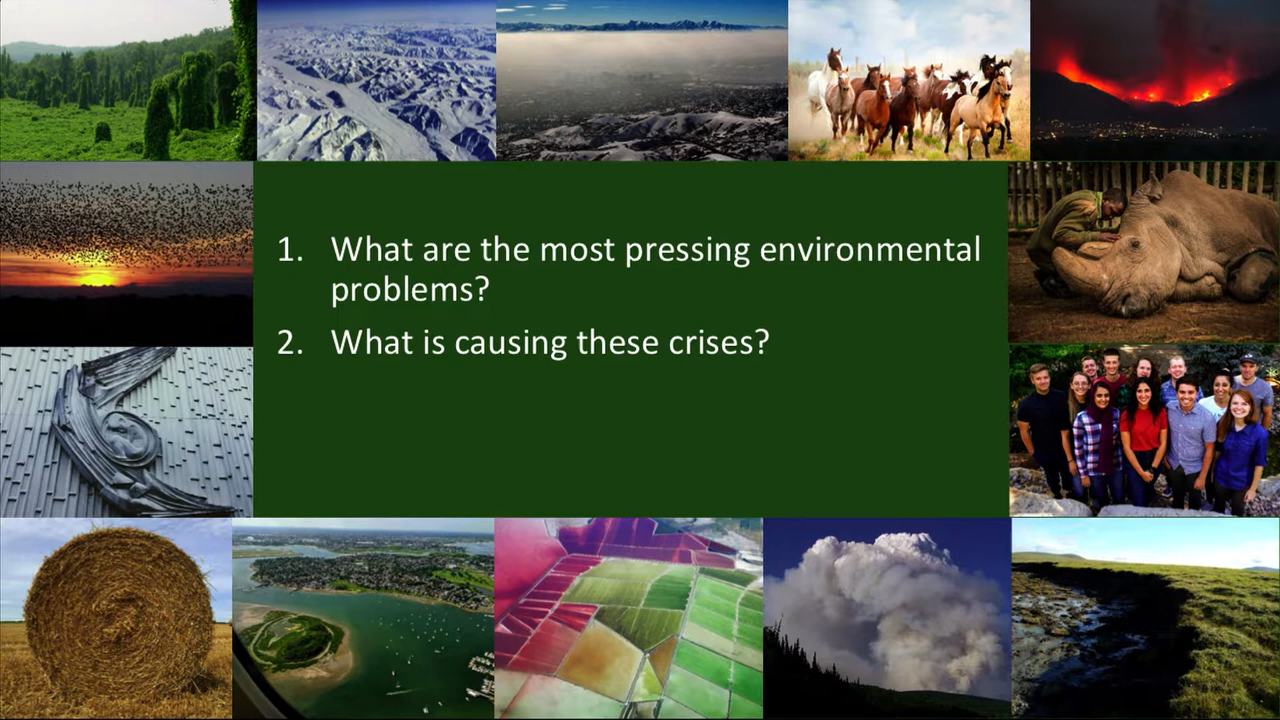 1. What are the most pressing environmental
problems?
2. What is causing these crises?